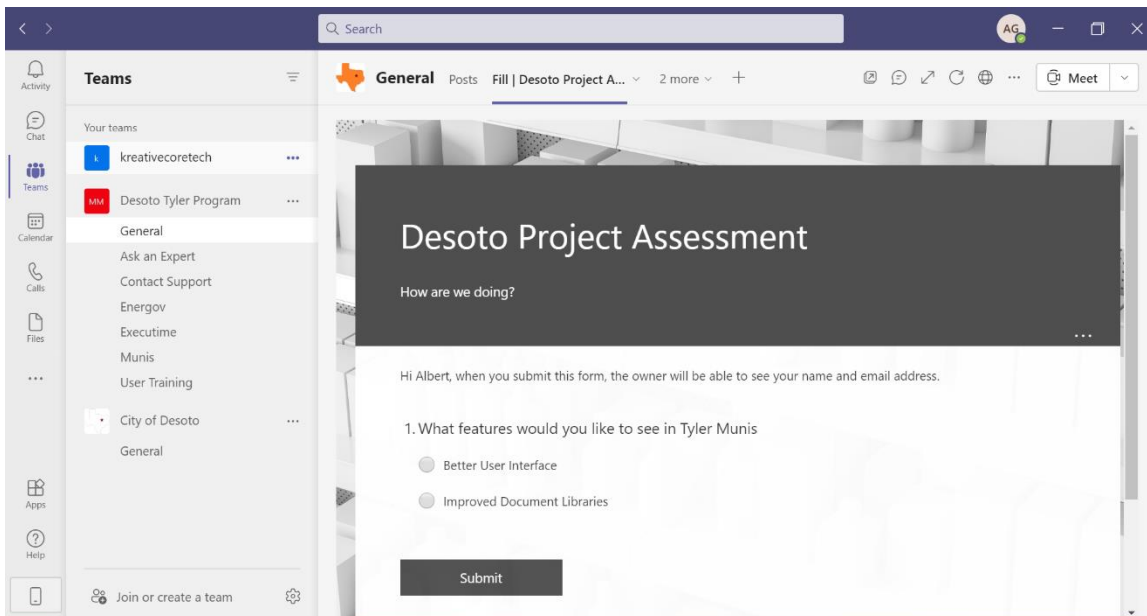 Search
AG
Activity
Chat
Teams
Calendar
Calls
Files
Apps
Help
Teams
Your teams
k kreativecoretech
MM Desoto Tyler Program
General
Ask an Expert
Contact Support
Energov
Executime
Munis
User Training
City of Desoto
General
Join or create a team
General Posts Fill | Desoto Project A... 2 more Meet
Desoto Project Assessment
How are we doing?
Hi Albert, when you submit this form, the owner will be able to see your name and email address.
1. What features would you like to see in Tyler Munis
Better User Interface
Improved Document Libraries
Submit